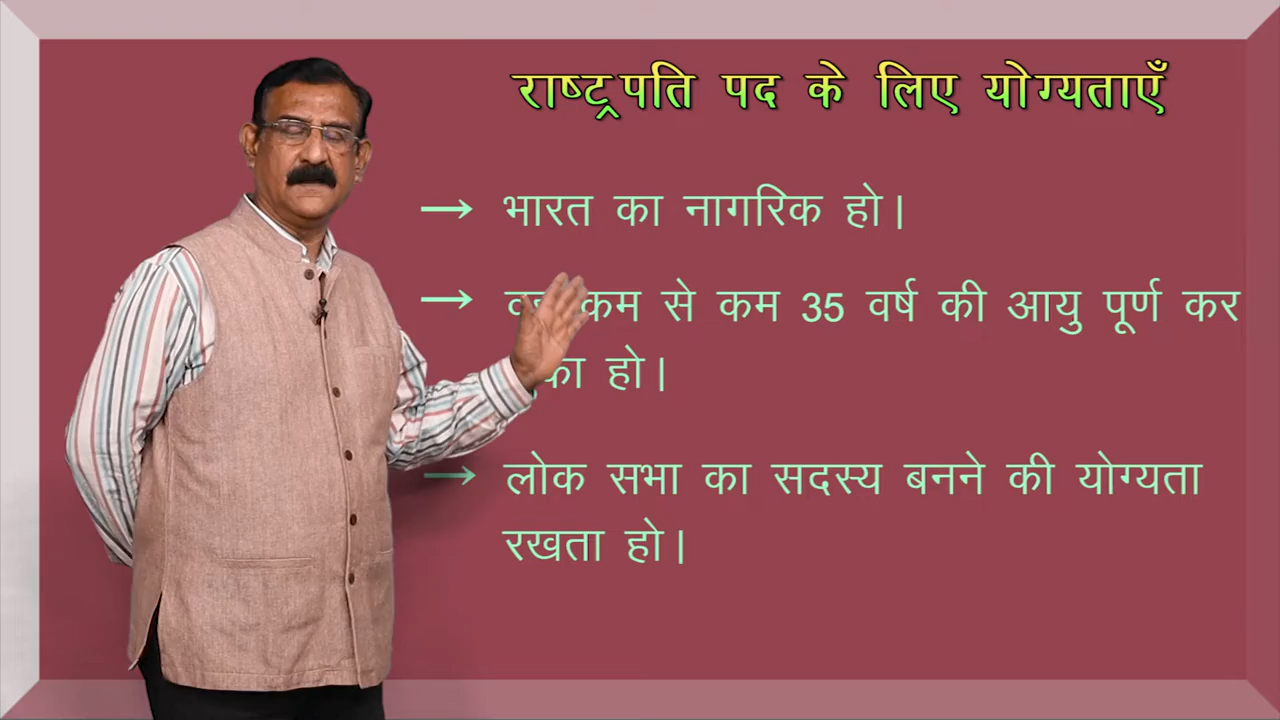 राष्ट्रपति पद के लिए योग्यताएँ
→ भारत का नागरिक हो।
→ कम से कम 35 वर्ष की आयु पूर्ण कर
हो।
→ लोक सभा का सदस्य बनने की योग्यता
रखता हो।